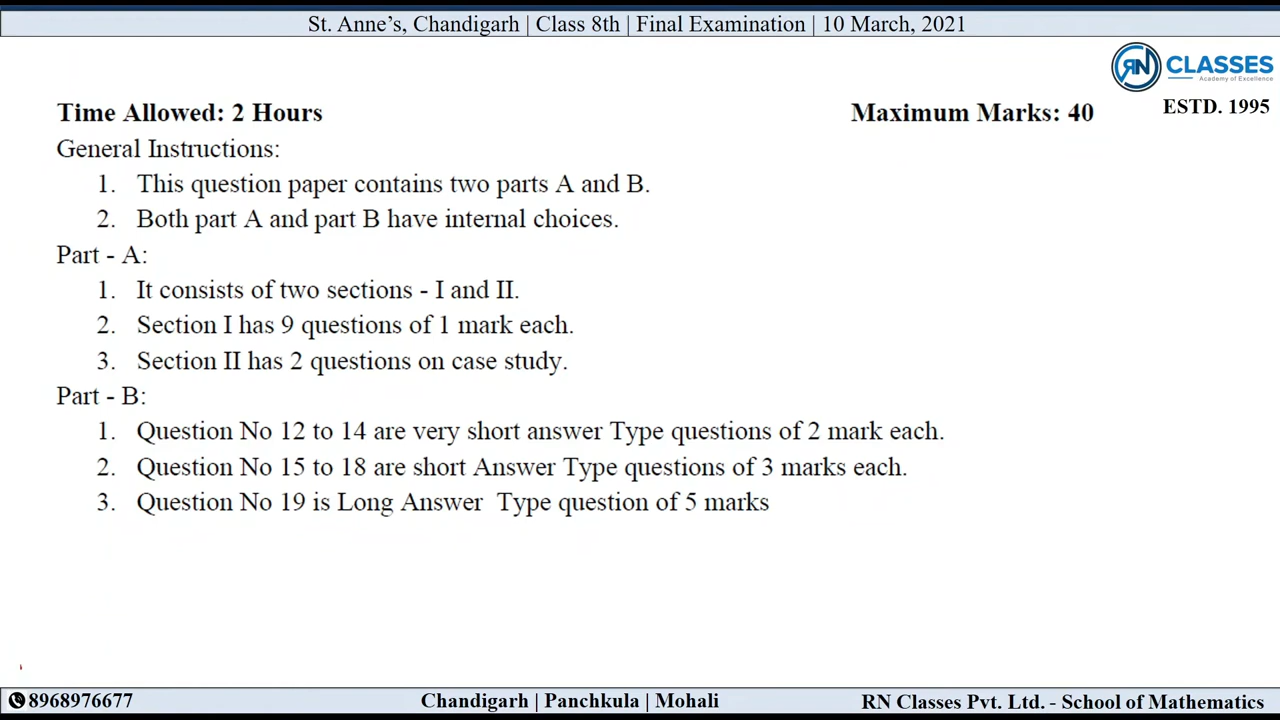 St. Anne's, Chandigarh | Class 8th | Final Examination | 10 March, 2021
RN CLASSES
Academy of Excellence
ESTD. 1995
Time Allowed: 2 Hours Maximum Marks: 40
General Instructions:
1. This question paper contains two parts A and B.
2. Both part A and part B have internal choices.
Part - A:
1. It consists of two sections - I and II.
2. Section I has 9 questions of 1 mark each.
3. Section II has 2 questions on case study.
Part - B:
1. Question No 12 to 14 are very short answer Type questions of 2 mark each.
2. Question No 15 to 18 are short Answer Type questions of 3 marks each.
3. Question No 19 is Long Answer Type question of 5 marks
8968976677 Chandigarh | Panchkula | Mohali RN Classes Pvt. Ltd. - School of Mathematics